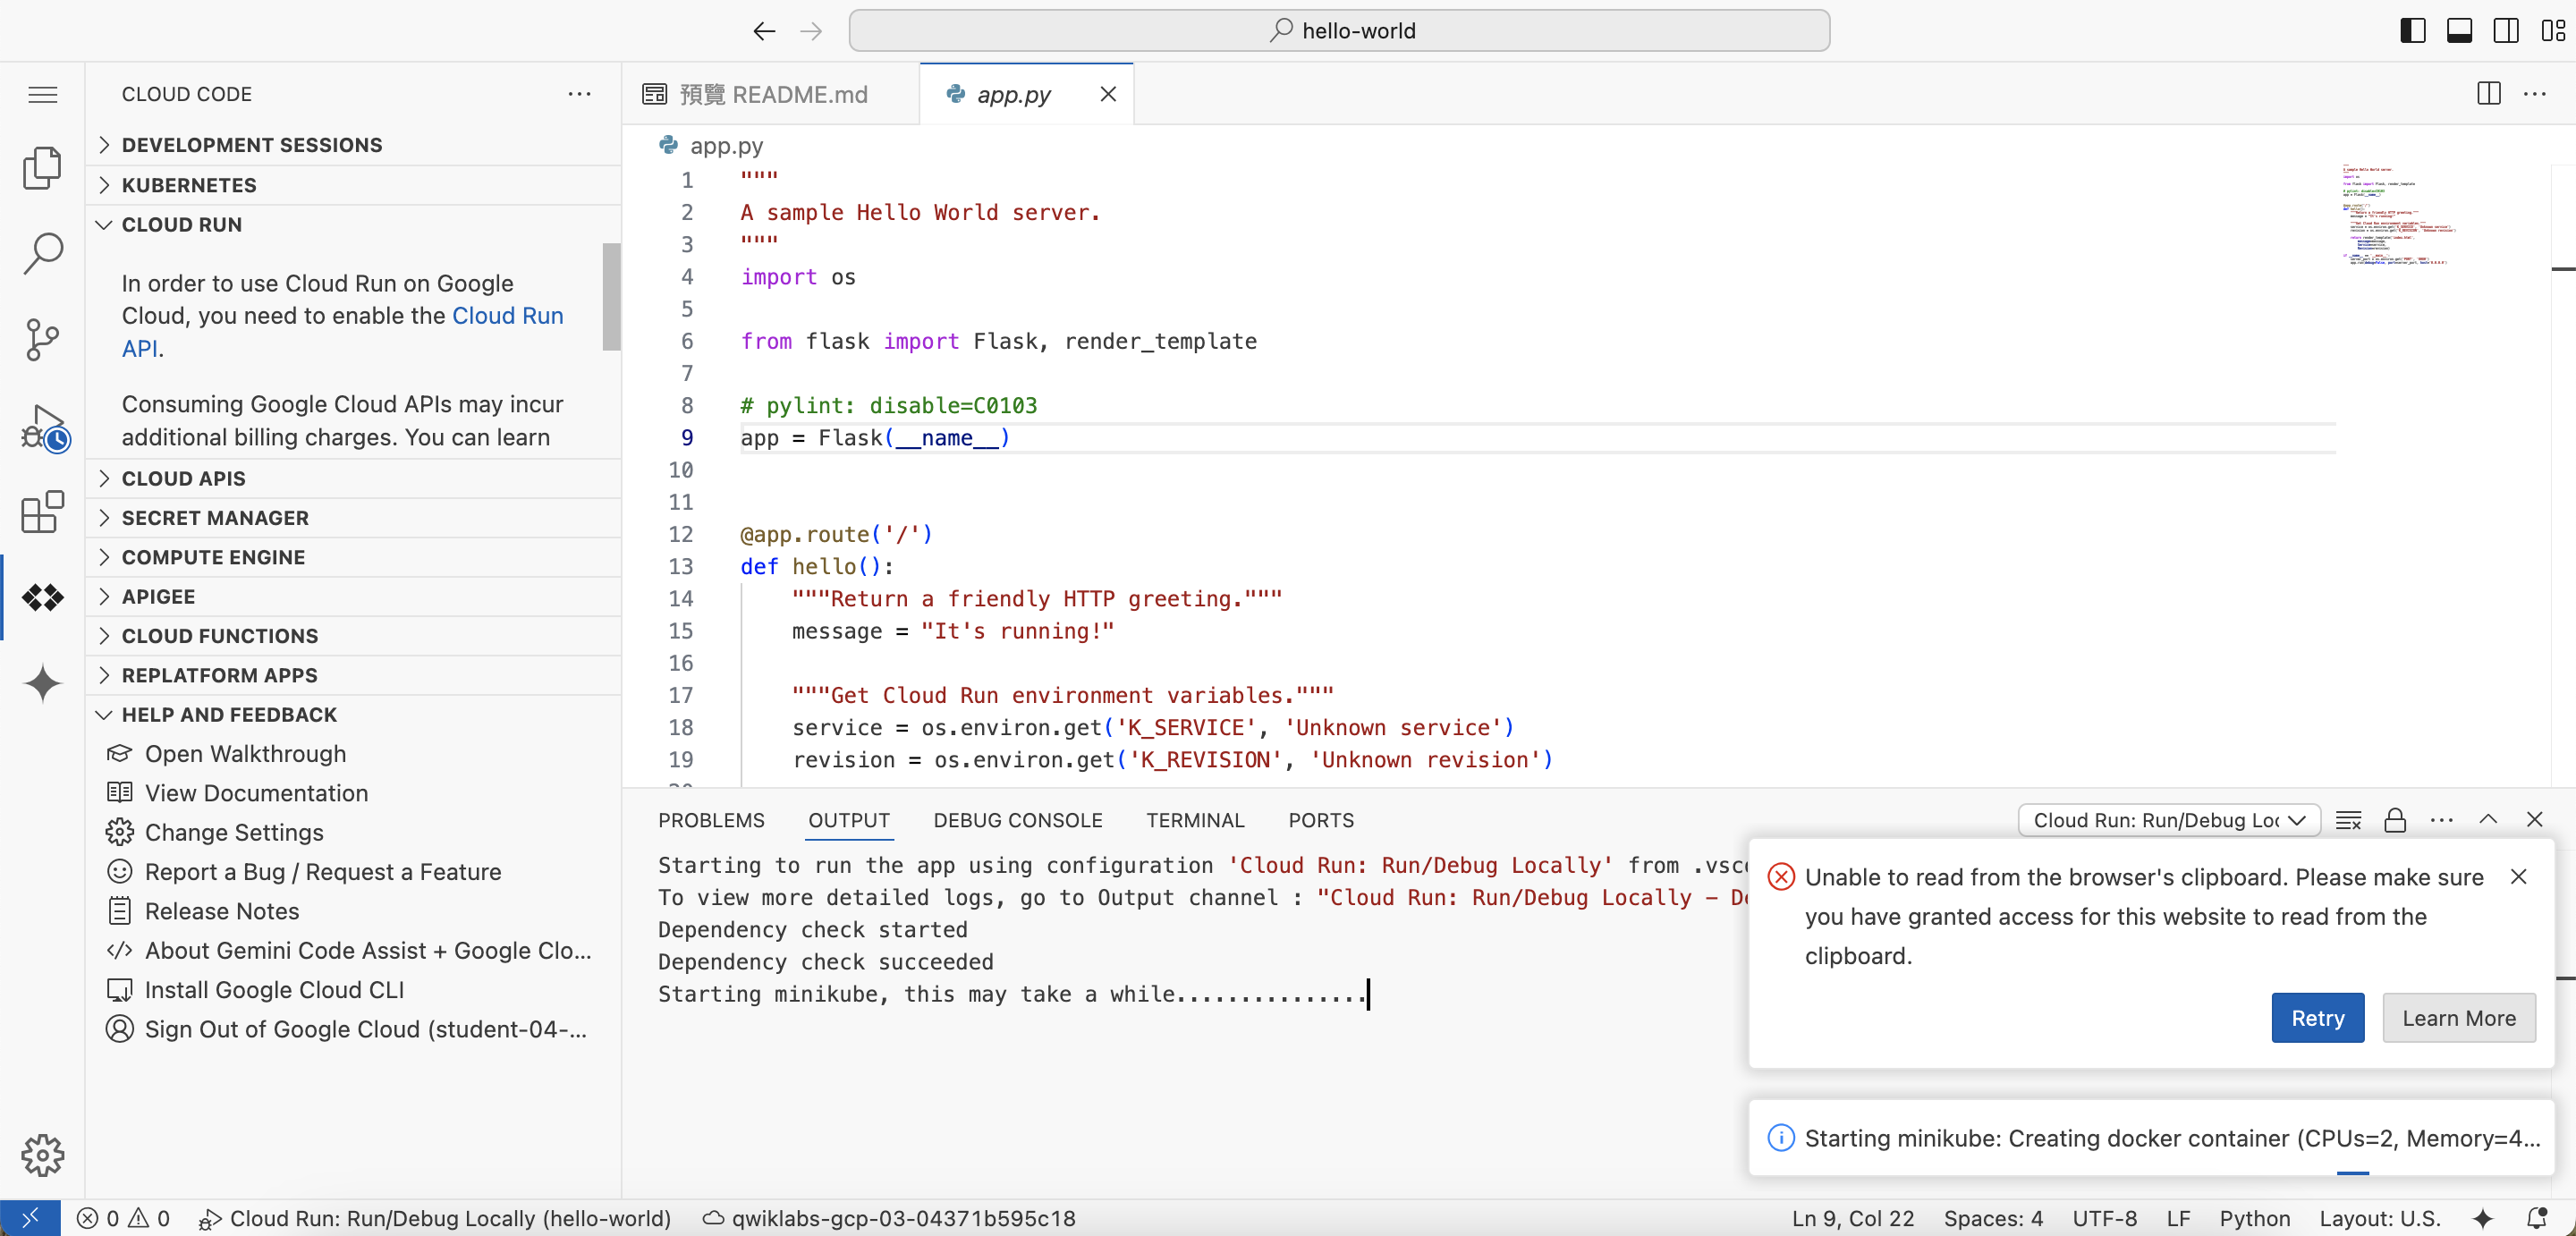 hello-world
CLOUD CODE
DEVELOPMENT SESSIONS
KUBERNETES
CLOUD RUN
In order to use Cloud Run on Google
Cloud, you need to enable the Cloud Run
API.
Consuming Google Cloud APIs may incur
additional billing charges. You can learn
CLOUD APIS
SECRET MANAGER
COMPUTE ENGINE
APIGEE
CLOUD FUNCTIONS
REPLATFORM APPS
HELP AND FEEDBACK
Open Walkthrough
View Documentation
Change Settings
Report a Bug / Request a Feature
Release Notes
About Gemini Code Assist + Google Clo...
Install Google Cloud CLI
Sign Out of Google Cloud (student-04-...
預覽 README.md
app.py
app.py
1 """
2 A sample Hello World server.
3 """
4 import os
5
6 from flask import Flask, render_template
7
8 # pylint: disable=C0103
9 app = Flask(__name__)
10
11
12 @app.route('/')
13 def hello():
14 """Return a friendly HTTP greeting."""
15 message = "It's running!"
16
17 """Get Cloud Run environment variables."""
18 service = os.environ.get('K_SERVICE', 'Unknown service')
19 revision = os.environ.get('K_REVISION', 'Unknown revision')
PROBLEMS OUTPUT DEBUG CONSOLE TERMINAL PORTS
Cloud Run: Run/Debug Loc
Starting to run the app using configuration 'Cloud Run: Run/Debug Locally' from .vsc
To view more detailed logs, go to Output channel : "Cloud Run: Run/Debug Locally - D
Dependency check started
Dependency check succeeded
Starting minikube, this may take a while...............
Unable to read from the browser's clipboard. Please make sure
you have granted access for this website to read from the
clipboard.
Retry
Learn More
Starting minikube: Creating docker container (CPUs=2, Memory=4...
0 0
Cloud Run: Run/Debug Locally (hello-world)
qwiklabs-gcp-03-04371b595c18
Ln 9, Col 22
Spaces: 4
UTF-8
LF
Python
Layout: U.S.